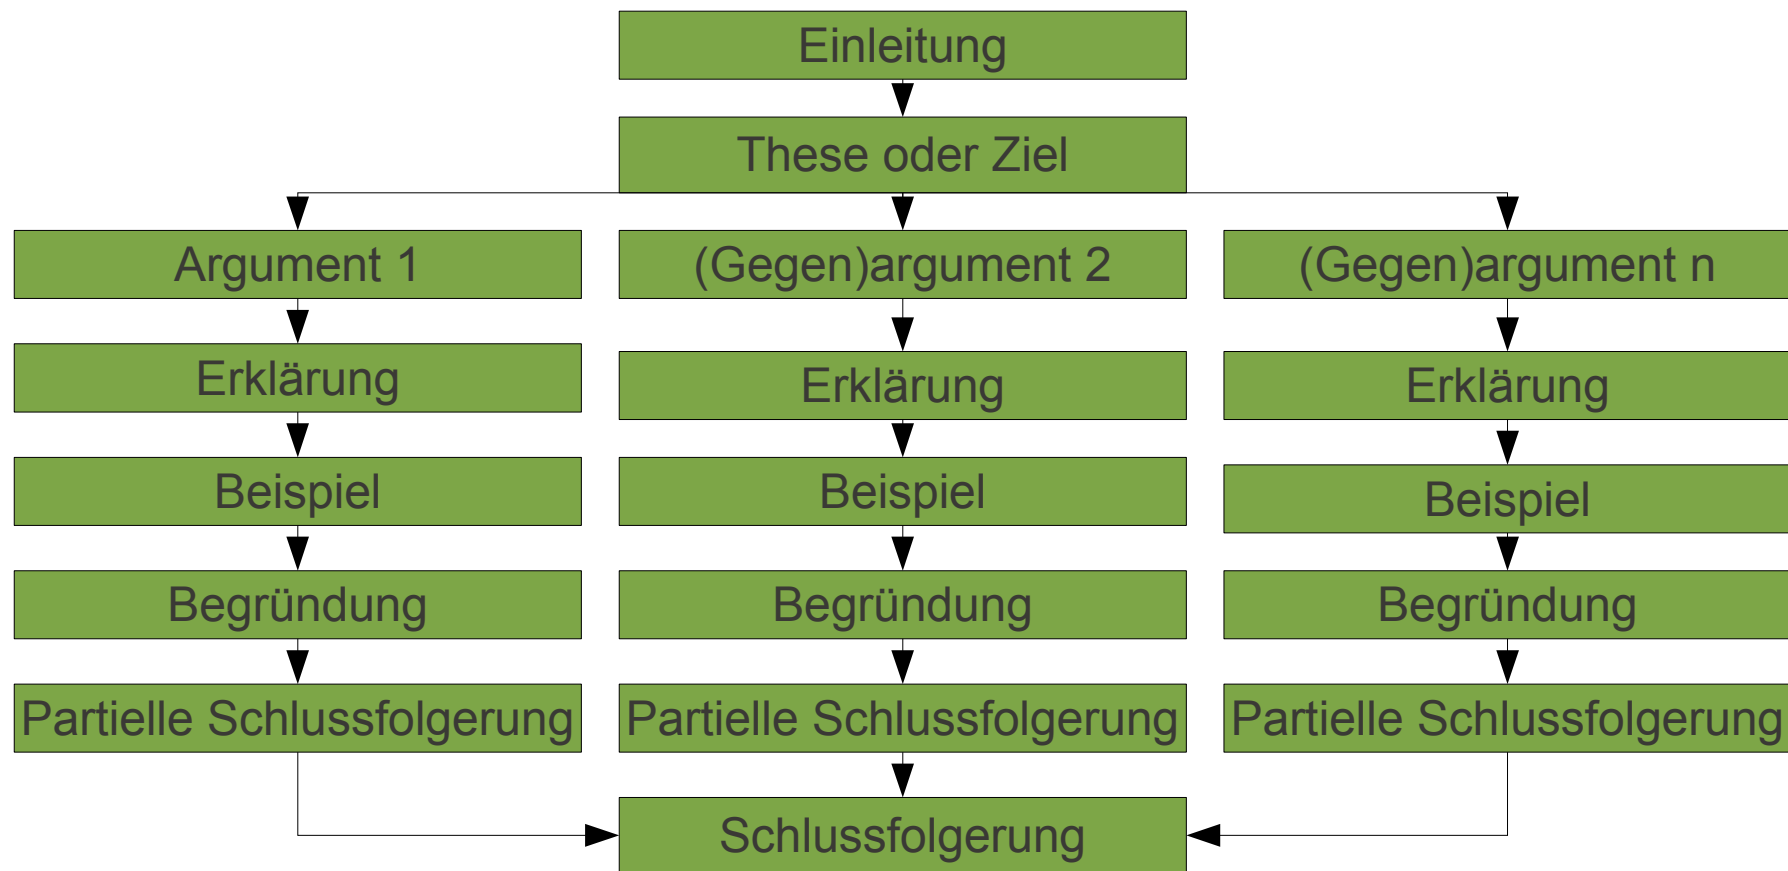 Einleitung
These oder Ziel
Argument 1
(Gegen)argument 2
(Gegen)argument n
Erklärung
Erklärung
Erklärung
Beispiel
Beispiel
Beispiel
Begründung
Begründung
Begründung
Partielle Schlussfolgerung
Partielle Schlussfolgerung
Partielle Schlussfolgerung
Schlussfolgerung